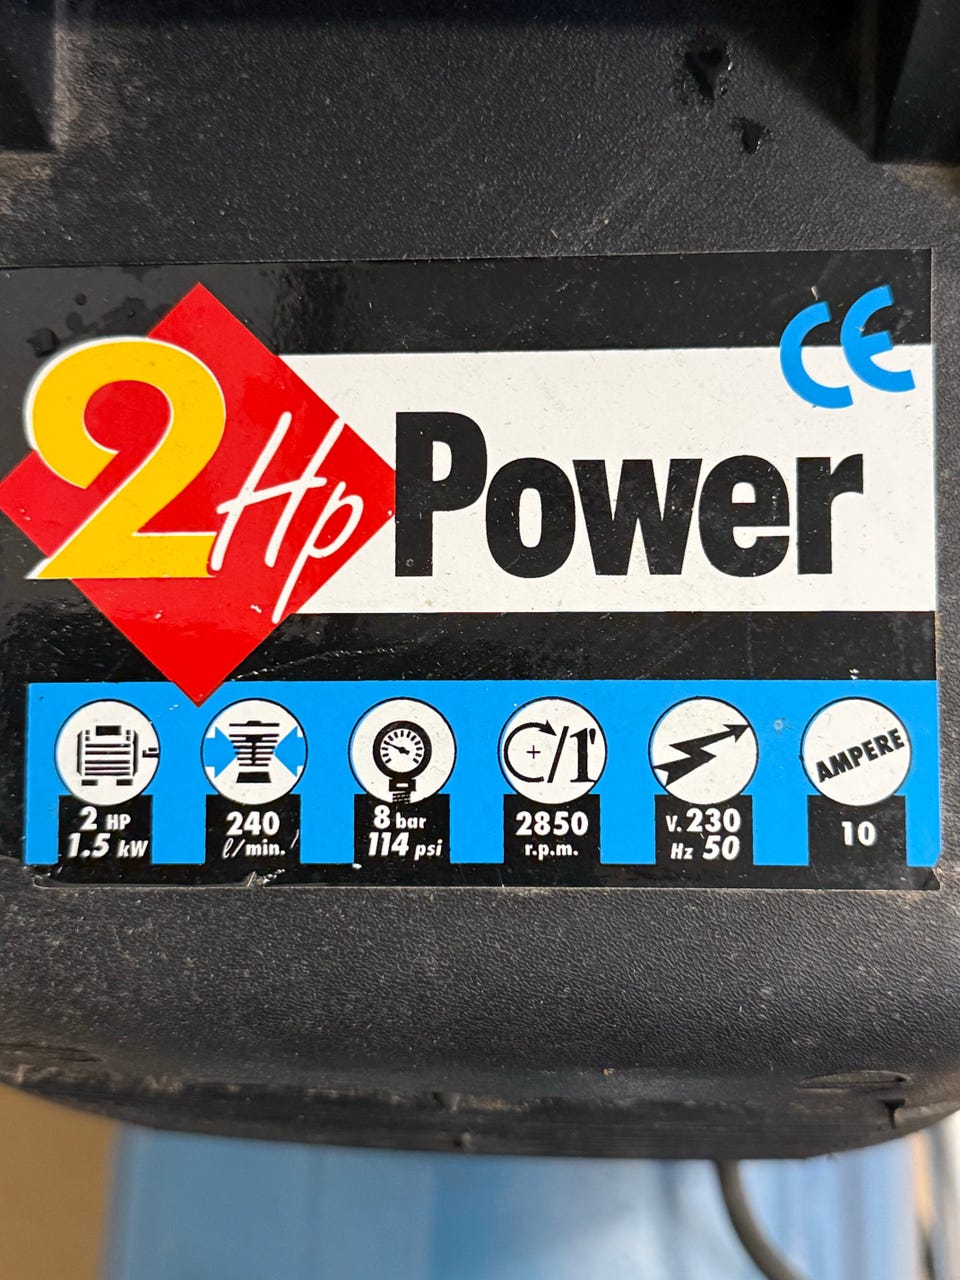 CE
2 Hp Power
AMPERE
2 HP
1.5 kW
240
l/min.
8 bar
114 psi
/1'
2850
r.p.m.
V. 230
Hz 50
10